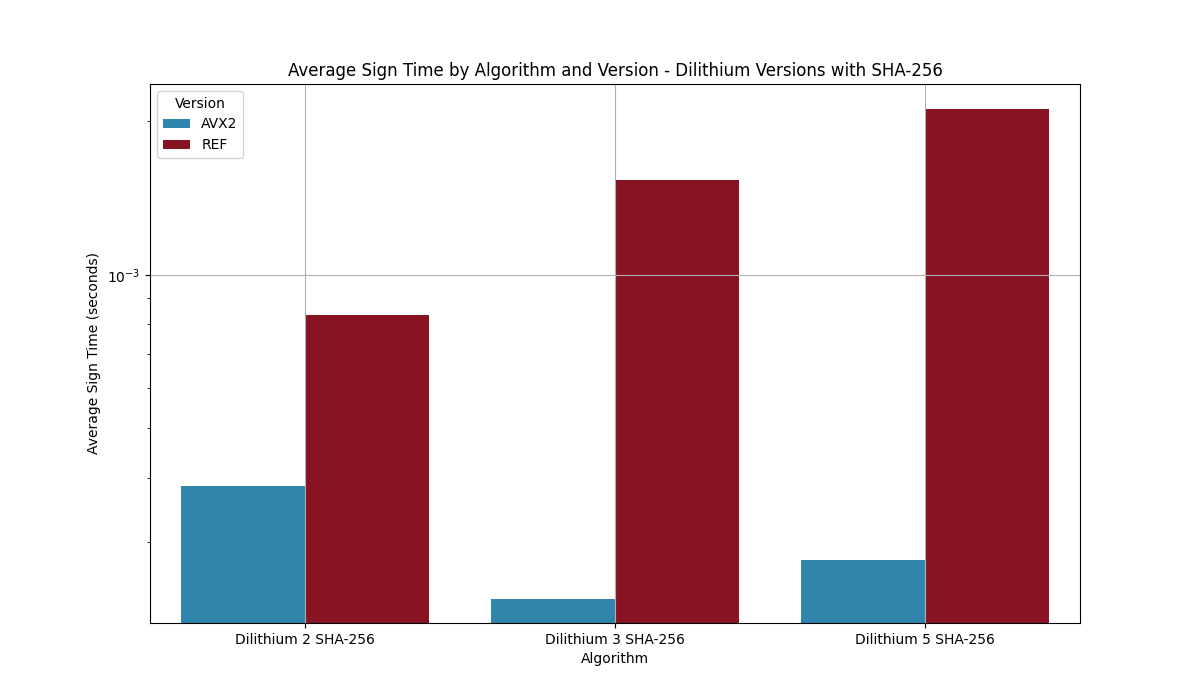 Average Sign Time by Algorithm and Version - Dilithium Versions with SHA-256
Version
AVX2
REF
Average Sign Time (seconds)
10⁻³
Dilithium 2 SHA-256
Dilithium 3 SHA-256
Dilithium 5 SHA-256
Algorithm